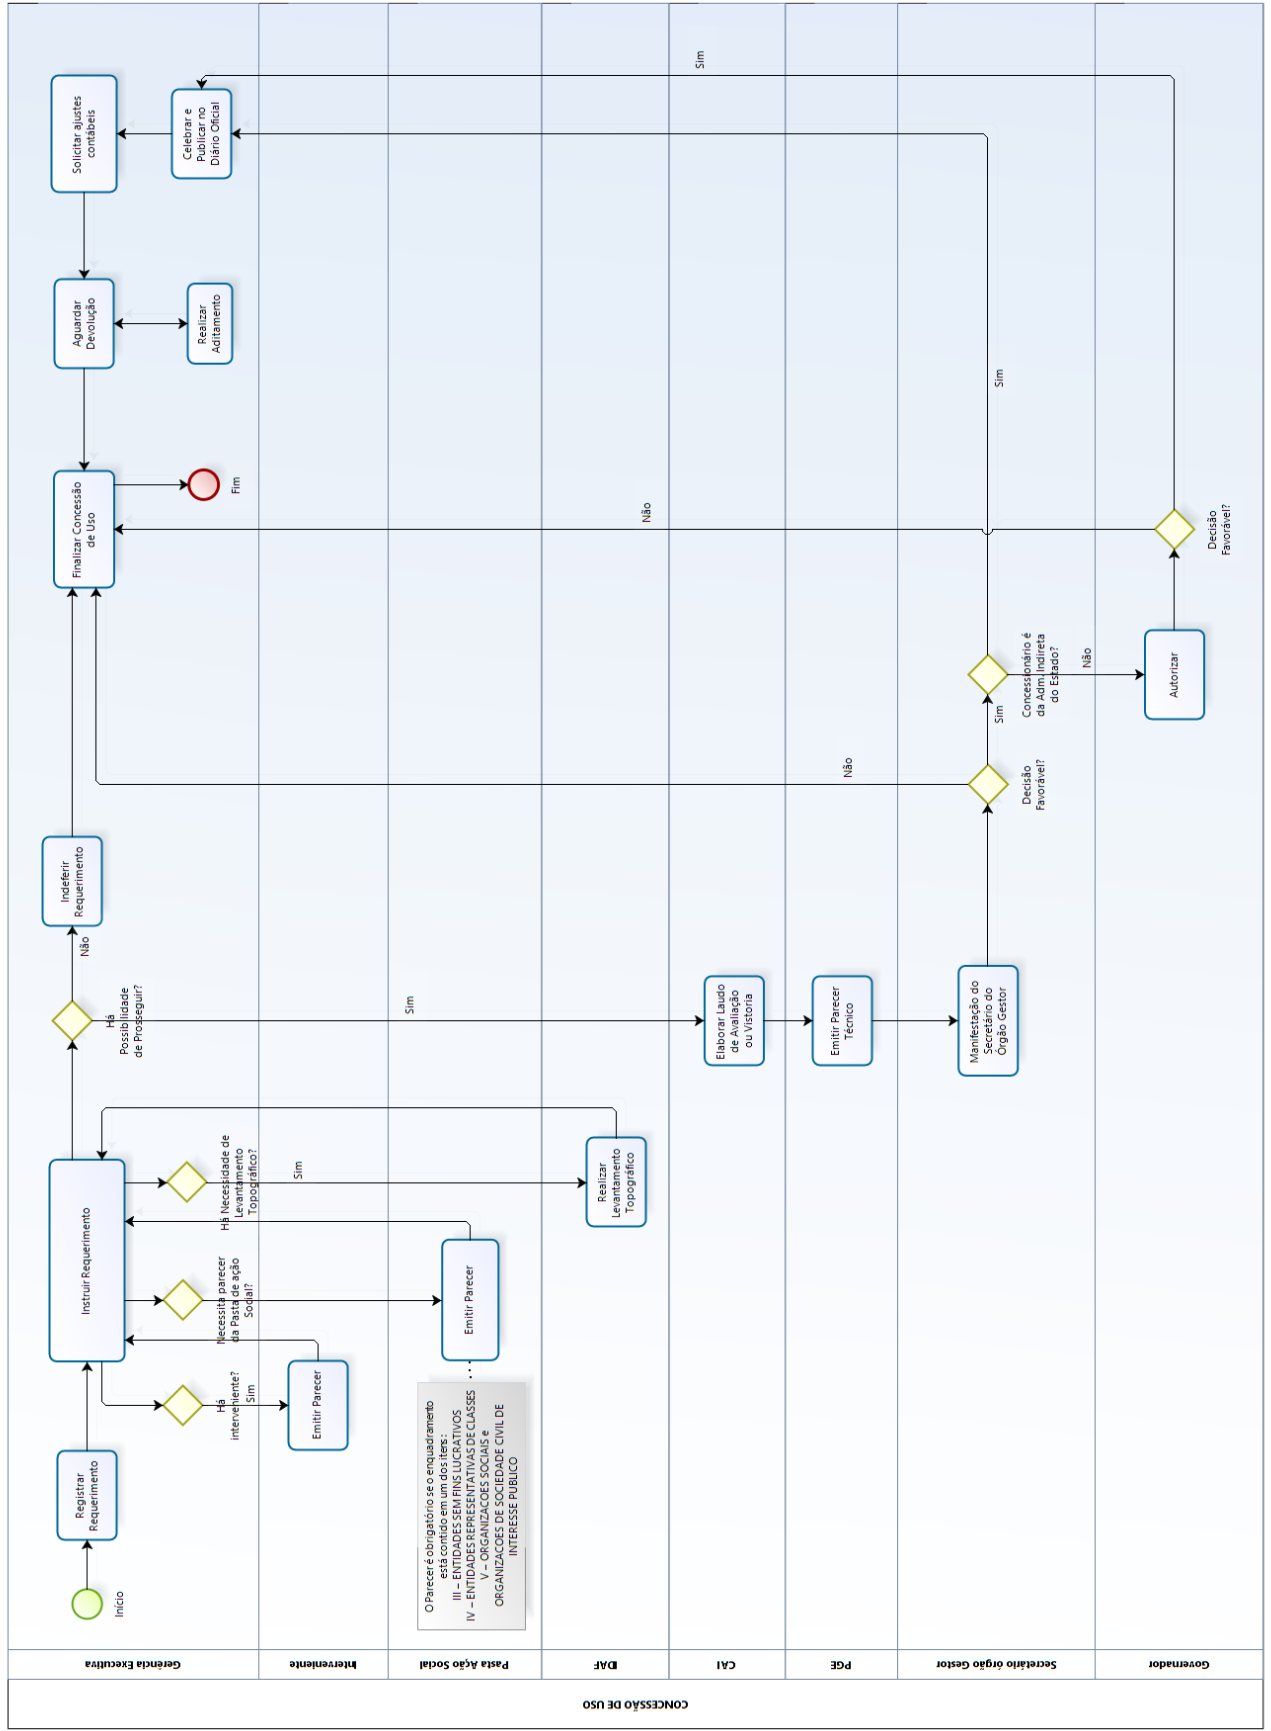 CONCESSÃO DE USO
Gerência Executiva
Início
Registrar
Requerimento
Instruir Requerimento
Há
interveniente?
Sim
Necessita parecer
da Pasta de ação
Social?
Há Necessidade de
Levantamento
Topográfico?
Sim
Há
Possibilidade
de Prosseguir?
Não
Sim
Indeferir
Requerimento
Finalizar Concessão
de Uso
Fim
Aguardar
Devolução
Realizar
Aditamento
Solicitar ajustes
contábeis
Celebrar e
Publicar no
Diário Oficial
Interveniente
Emitir Parecer
Pasta Ação Social
O Parecer é obrigatório se o enquadramento
está contido em um dos itens:
III – ENTIDADES SEM FINS LUCRATIVOS
IV – ENTIDADES REPRESENTATIVAS DE CLASSES
V – ORGANIZACOES SOCIAIS e
ORGANIZACOES DE SOCIEDADE CIVIL DE
INTERESSE PUBLICO
Emitir Parecer
IDAF
Realizar
Levantamento
Topográfico
CAI
Elaborar Laudo
de Avaliação
ou Vistoria
PGE
Emitir Parecer
Técnico
Secretário órgão Gestor
Manifestação do
Secretário do
Órgão Gestor
Decisão
Favorável?
Não
Sim
Concessionário é
da Adm. Indireta
do Estado?
Não
Sim
Governador
Autorizar
Decisão
Favorável?
Não
Sim